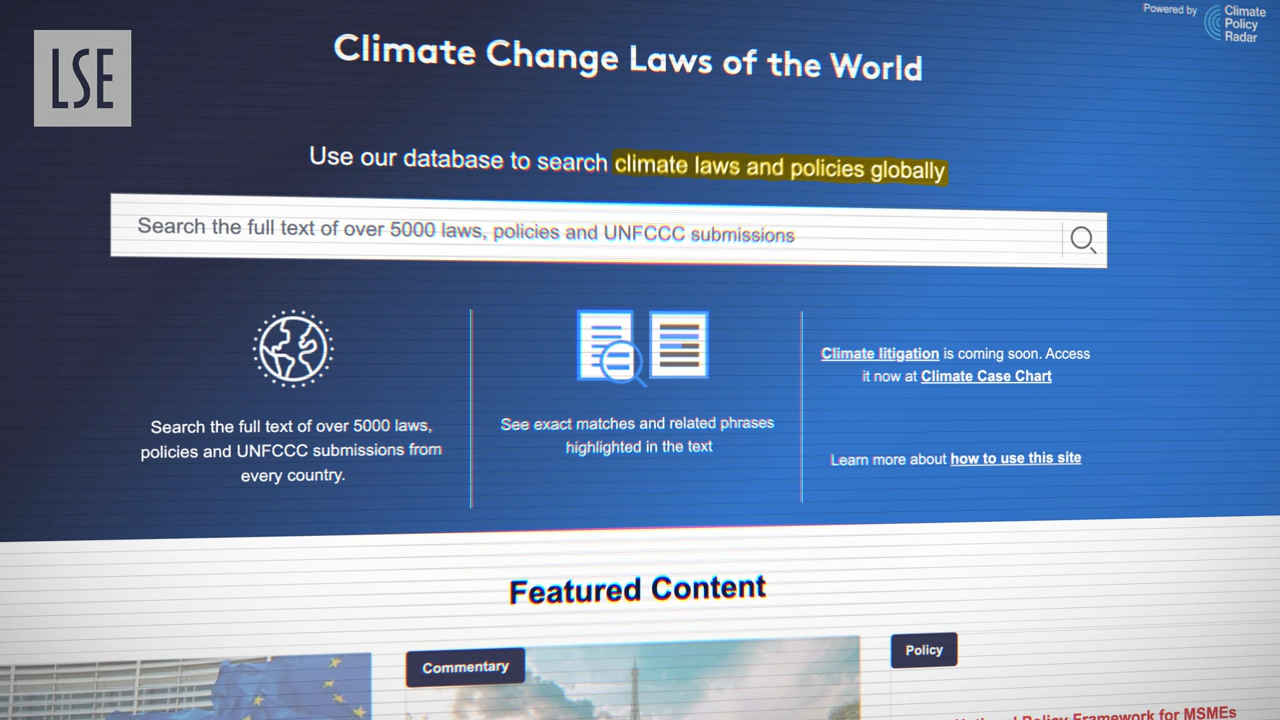 Powered by
Climate
Policy
Radar
LSE
Climate Change Laws of the World
Use our database to search climate laws and policies globally
Search the full text of over 5000 laws, policies and UNFCCC submissions
Search the full text of over 5000 laws,
policies and UNFCCC submissions from
every country.
See exact matches and related phrases
highlighted in the text
Climate litigation is coming soon. Access
it now at Climate Case Chart
Learn more about how to use this site
Featured Content
Commentary
Policy
National Policy Framework for MSMEs